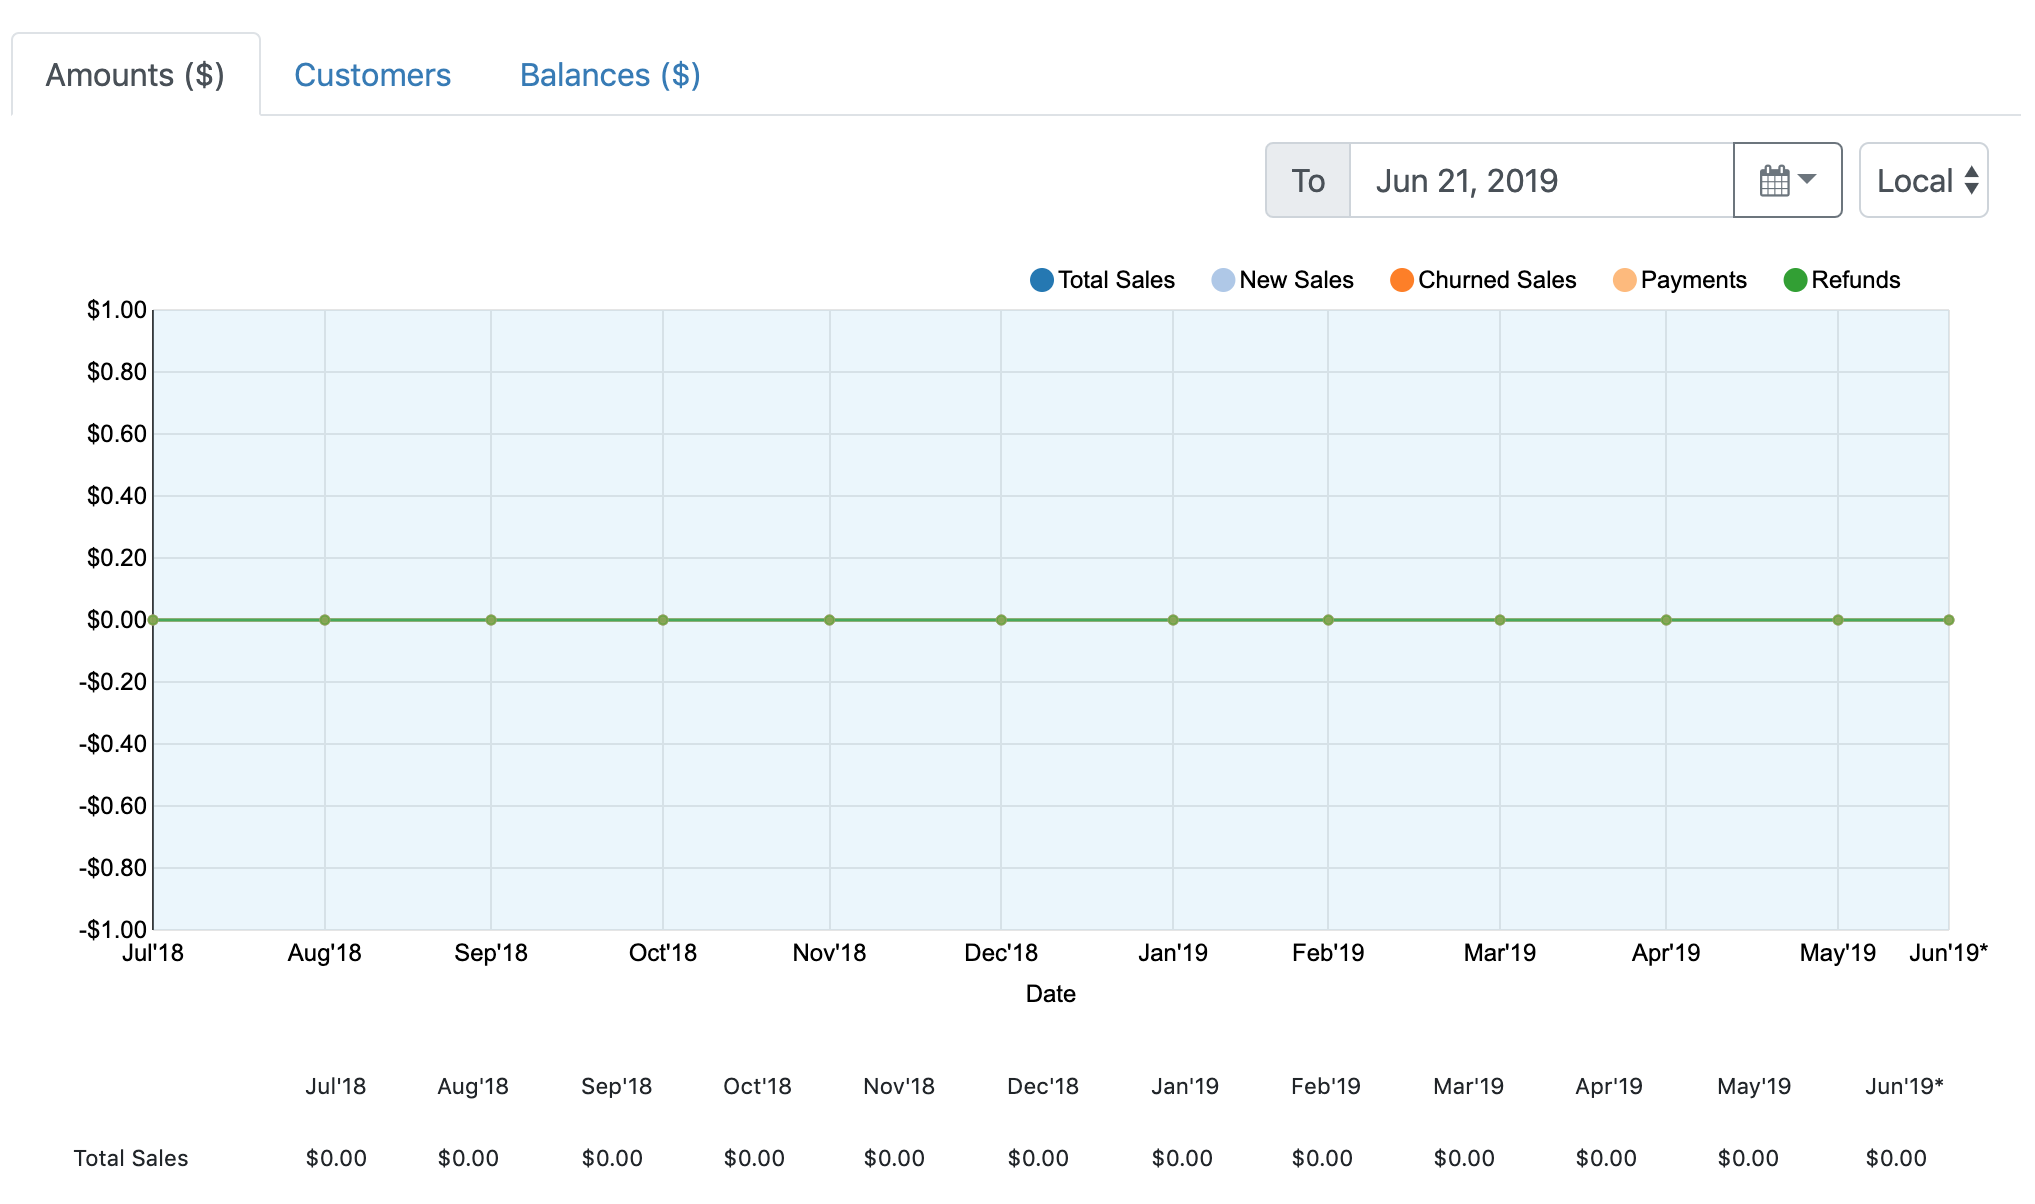 Amounts ($) Customers Balances ($)
To Jun 21, 2019 Local
Total Sales New Sales Churned Sales Payments Refunds
$1.00
$0.80
$0.60
$0.40
$0.20
$0.00
-$0.20
-$0.40
-$0.60
-$0.80
-$1.00
Jul'18 Aug'18 Sep'18 Oct'18 Nov'18 Dec'18 Jan'19 Feb'19 Mar'19 Apr'19 May'19 Jun'19*
Date
Jul'18 Aug'18 Sep'18 Oct'18 Nov'18 Dec'18 Jan'19 Feb'19 Mar'19 Apr'19 May'19 Jun'19*
Total Sales $0.00 $0.00 $0.00 $0.00 $0.00 $0.00 $0.00 $0.00 $0.00 $0.00 $0.00 $0.00